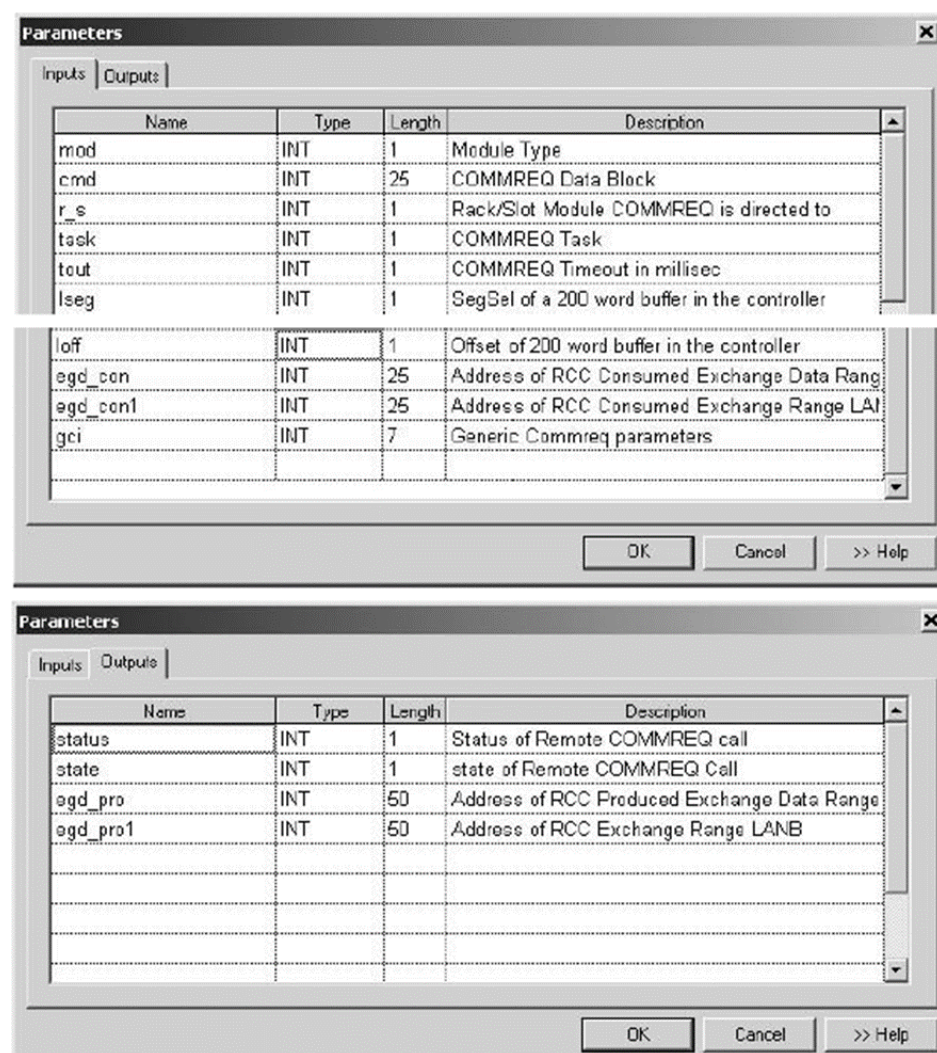 Parameters
Inputs Outputs
Name Type Length Description
mod INT 1 Module Type
cmd INT 25 COMMREQ Data Block
r_s INT 1 Rack/Slot Module COMMREQ is directed to
task INT 1 COMMREQ Task
tout INT 1 COMMREQ Timeout in millisec
lseg INT 1 SegSel of a 200 word buffer in the controller
loff INT 1 Offset of 200 word buffer in the controller
egd_con INT 25 Address of RCC Consumed Exchange Data Rang
egd_con1 INT 25 Address of RCC Consumed Exchange Range LAN
gci INT 7 Generic Commreq parameters
OK Cancel >> Help
Parameters
Inputs Outputs
Name Type Length Description
status INT 1 Status of Remote COMMREQ call
state INT 1 state of Remote COMMREQ Call
egd_pro INT 50 Address of RCC Produced Exchange Data Range
egd_pro1 INT 50 Address of RCC Exchange Range LANB
OK Cancel >> Help